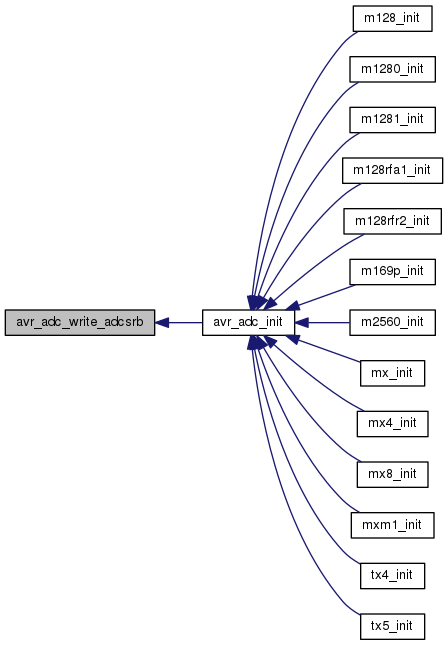 avr_adc_write_adcsrb
avr_adc_init
m128_init
m1280_init
m1281_init
m128rfa1_init
m128rfr2_init
m169p_init
m2560_init
mx_init
mx4_init
mx8_init
mxm1_init
tx4_init
tx5_init